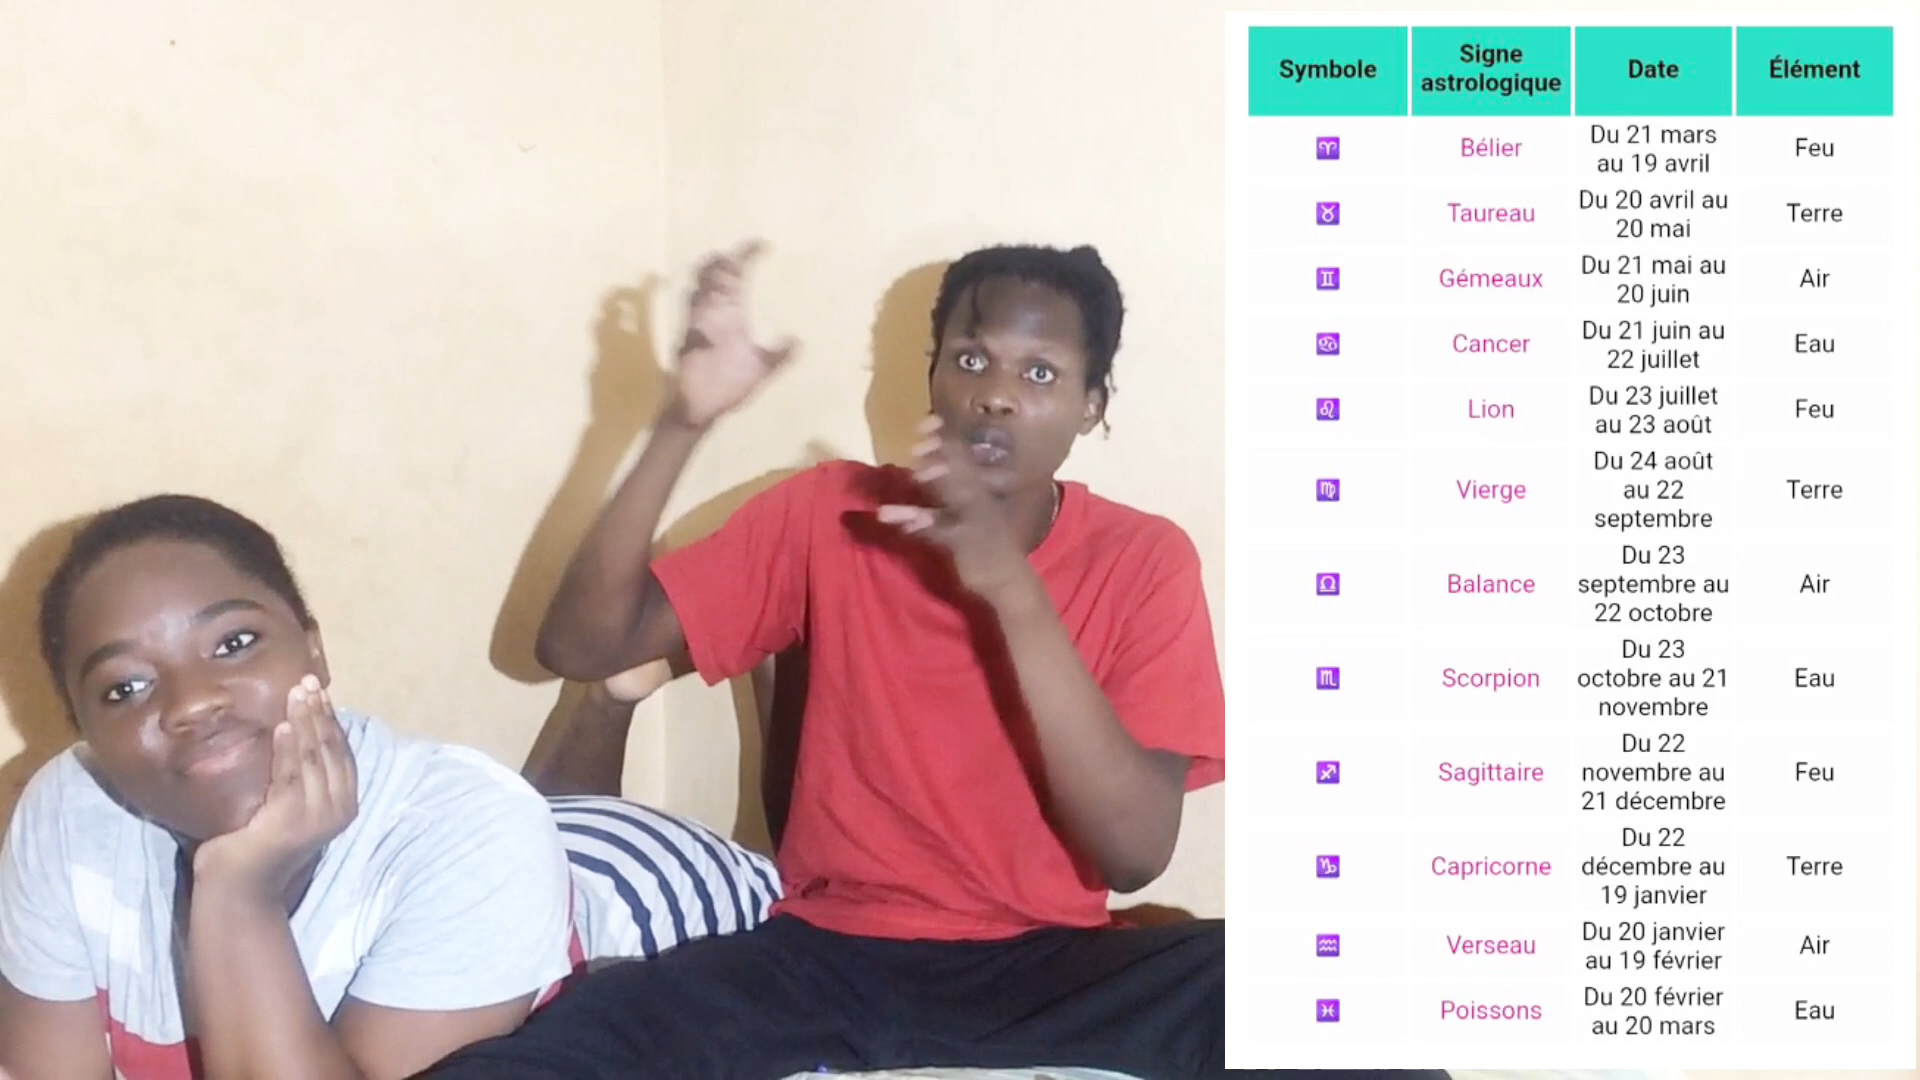 Symbole
Signe
astrologique
Date
Élément
♈ Bélier Du 21 mars
au 19 avril Feu
♉ Taureau Du 20 avril au
20 mai Terre
♊ Gémeaux Du 21 mai au
20 juin Air
♋ Cancer Du 21 juin au
22 juillet Eau
♌ Lion Du 23 juillet
au 23 août Feu
♍ Vierge Du 24 août
au 22
septembre Terre
♎ Balance Du 23
septembre au
22 octobre Air
♏ Scorpion Du 23
octobre au 21
novembre Eau
♐ Sagittaire Du 22
novembre au
21 décembre Feu
♑ Capricorne Du 22
décembre au
19 janvier Terre
♒ Verseau Du 20 janvier
au 19 février Air
♓ Poissons Du 20 février
au 20 mars Eau